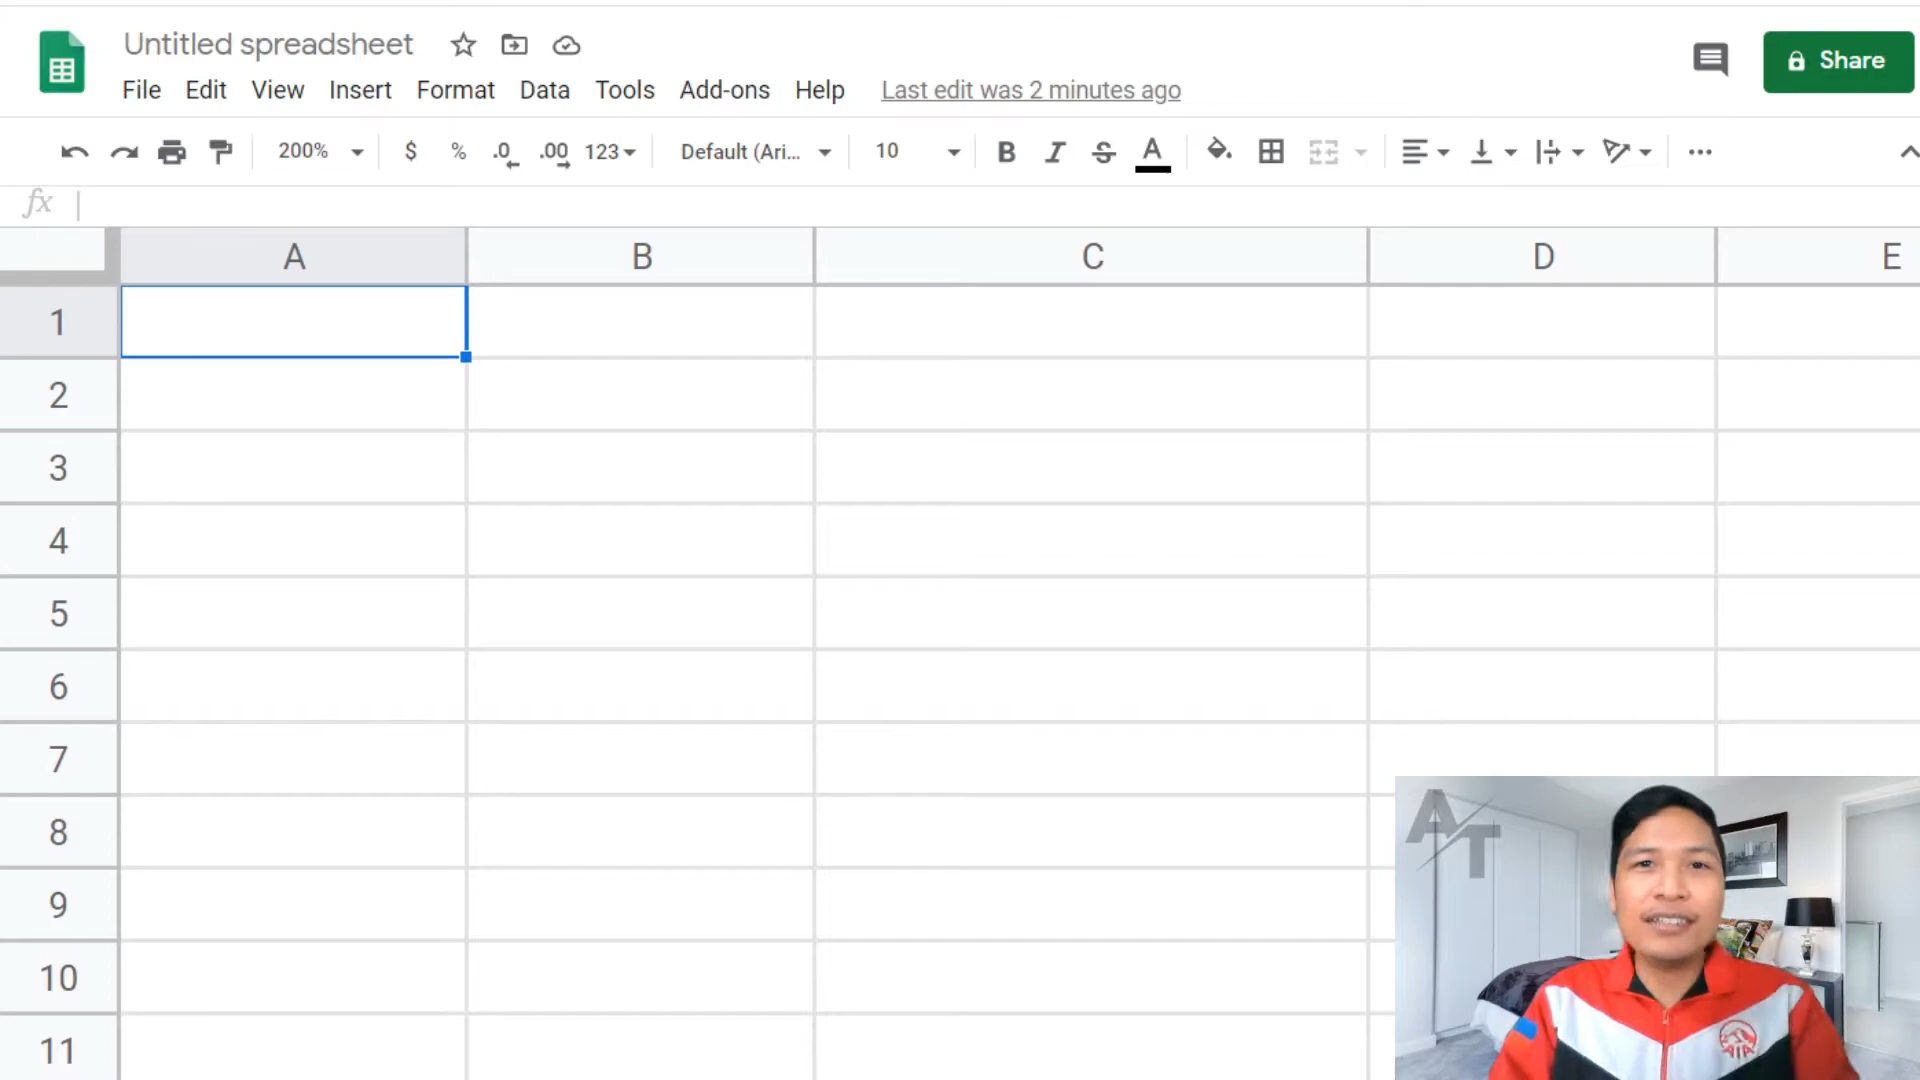 Untitled spreadsheet
File Edit View Insert Format Data Tools Add-ons Help Last edit was 2 minutes ago
Share
200% $ % .0 .00 123 Default (Ari... 10 B I S A
fx
A B C D E
1
2
3
4
5
6
7
8
9
10
11
AT
AIA